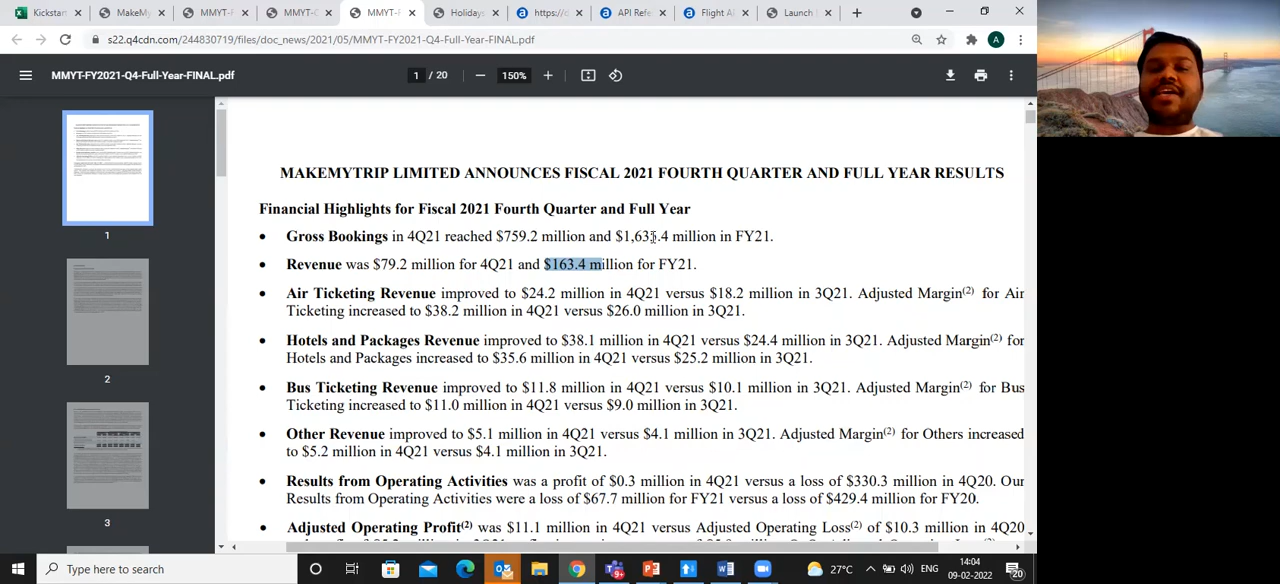 Kickstart
MakeMy
MMYT-F
MMYT-C
MMYT-F
Holidays
https://d
API Refe
Flight Ai
Launch
s22.q4cdn.com/244830719/files/doc_news/2021/05/MMYT-FY2021-Q4-Full-Year-FINAL.pdf
A
MMYT-FY2021-Q4-Full-Year-FINAL.pdf
1 / 20
150%
MAKEMYTRIP LIMITED ANNOUNCES FISCAL 2021 FOURTH QUARTER AND FULL YEAR RESULTS
Financial Highlights for Fiscal 2021 Fourth Quarter and Full Year
• Gross Bookings in 4Q21 reached $759.2 million and million in FY21.
• Revenue was $79.2 million for 4Q21 and $163.4 million for FY21.
• Air Ticketing Revenue improved to $24.2 million in 4Q21 versus $18.2 million in 3Q21. Adjusted Margin(2) for Air
Ticketing increased to $38.2 million in 4Q21 versus $26.0 million in 3Q21.
• Hotels and Packages Revenue improved to $38.1 million in 4Q21 versus $24.4 million in 3Q21. Adjusted Margin(2) for
Hotels and Packages increased to $35.6 million in 4Q21 versus $25.2 million in 3Q21.
• Bus Ticketing Revenue improved to $11.8 million in 4Q21 versus $10.1 million in 3Q21. Adjusted Margin(2) for Bus
Ticketing increased to $11.0 million in 4Q21 versus $9.0 million in 3Q21.
• Other Revenue improved to $5.1 million in 4Q21 versus $4.1 million in 3Q21. Adjusted Margin(2) for Others increased
to $5.2 million in 4Q21 versus $4.1 million in 3Q21.
• Results from Operating Activities was a profit of $0.3 million in 4Q21 versus a loss of $330.3 million in 4Q20. Our
Results from Operating Activities were a loss of $67.7 million for FY21 versus a loss of $429.4 million for FY20.
• Adjusted Operating Profit(2) was $11.1 million in 4Q21 versus Adjusted Operating Loss(2) of $10.3 million in 4Q20
1
2
3
Type here to search
27°C
ENG
14:04
09-02-2022
20